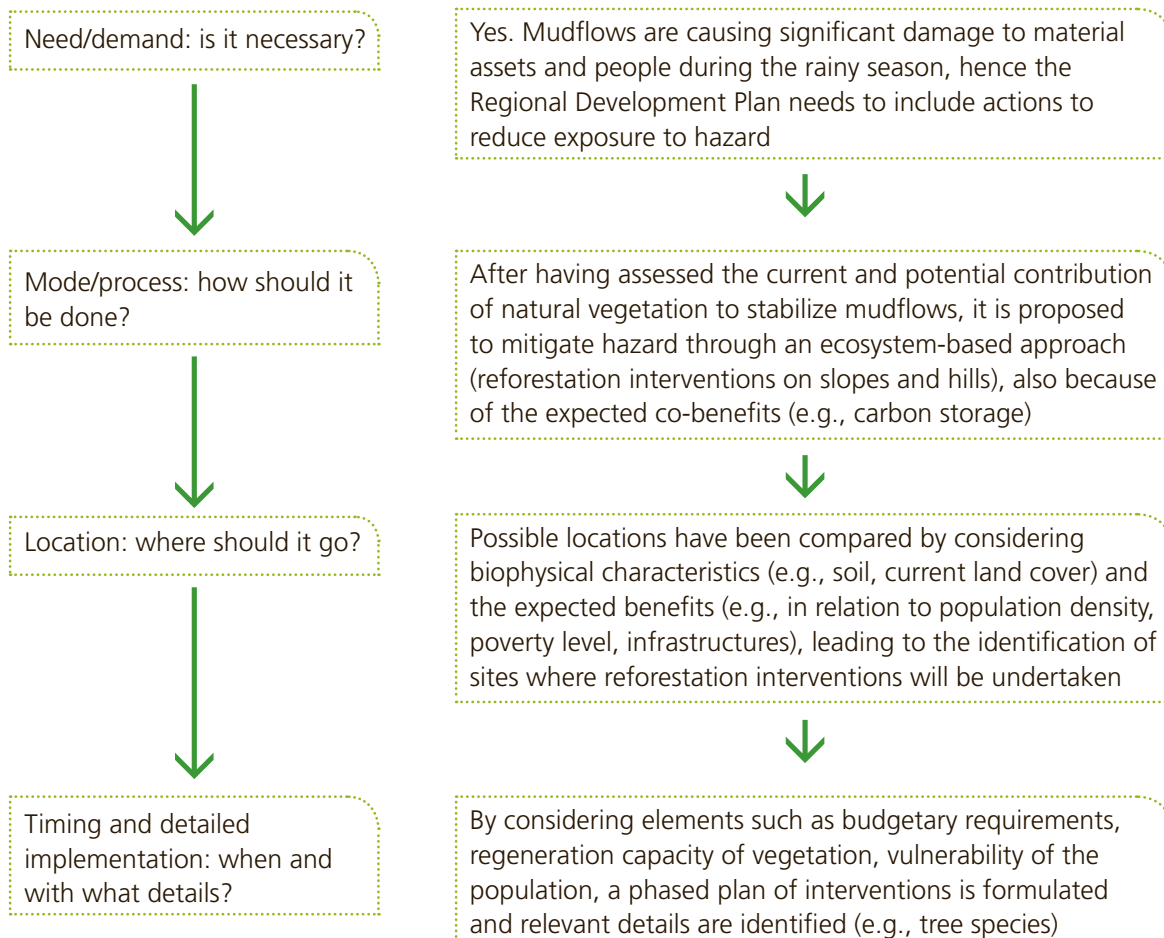 Need/demand: is it necessary?
Yes. Mudflows are causing significant damage to material
assets and people during the rainy season, hence the
Regional Development Plan needs to include actions to
reduce exposure to hazard
Mode/process: how should it
be done?
After having assessed the current and potential contribution
of natural vegetation to stabilize mudflows, it is proposed
to mitigate hazard through an ecosystem-based approach
(reforestation interventions on slopes and hills), also because
of the expected co-benefits (e.g., carbon storage)
Location: where should it go?
Possible locations have been compared by considering
biophysical characteristics (e.g., soil, current land cover) and
the expected benefits (e.g., in relation to population density,
poverty level, infrastructures), leading to the identification of
sites where reforestation interventions will be undertaken
Timing and detailed
implementation: when and
with what details?
By considering elements such as budgetary requirements,
regeneration capacity of vegetation, vulnerability of the
population, a phased plan of interventions is formulated
and relevant details are identified (e.g., tree species)